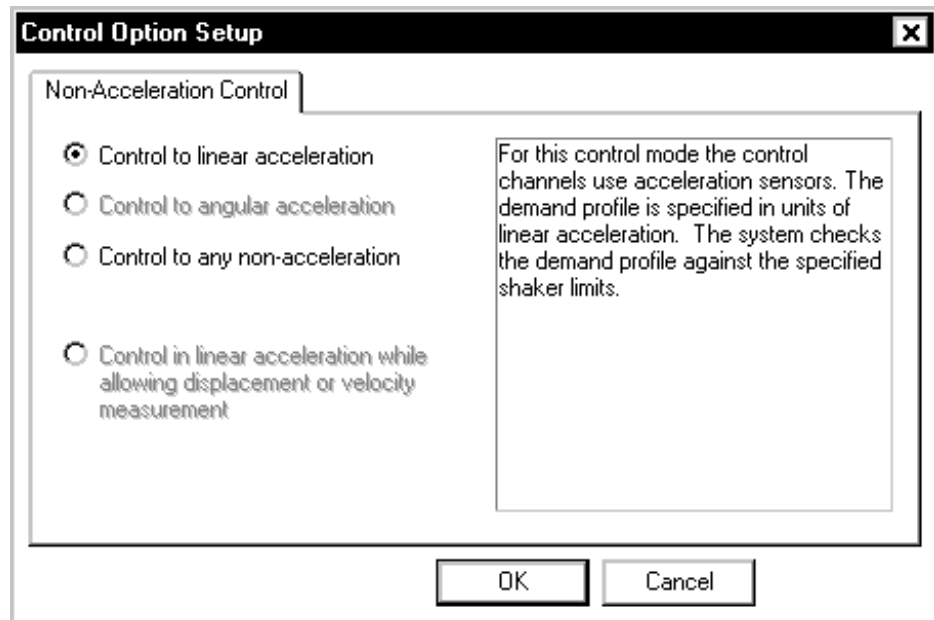 Control Option Setup
Non-Acceleration Control
Control to linear acceleration
Control to angular acceleration
Control to any non-acceleration
Control in linear acceleration while
allowing displacement or velocity
measurement
For this control mode the control
channels use acceleration sensors. The
demand profile is specified in units of
linear acceleration.  The system checks
the demand profile against the specified
shaker limits.
OK
Cancel